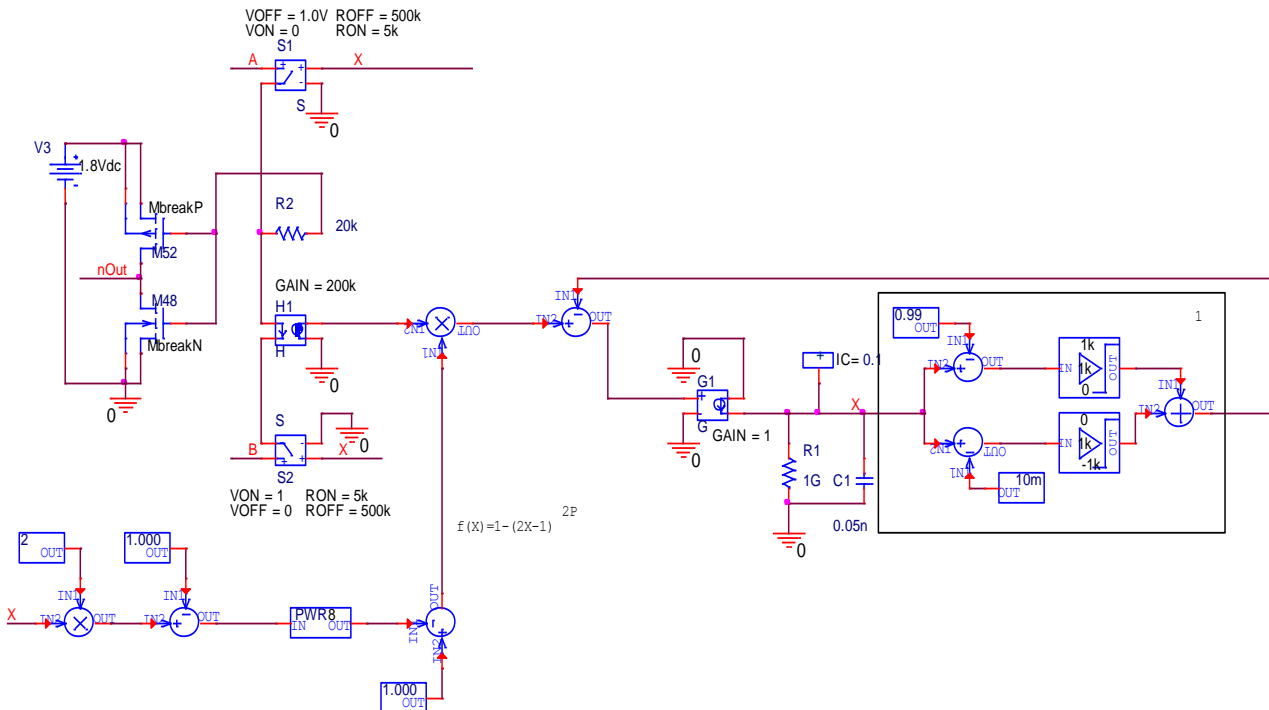 VOFF = 1.0V ROFF = 500k
VON = 0 RON = 5k
S1
A
X
S
0
V3
1.8Vdc
MbreakP
M52
nOut
M48
MbreakN
0
R2
20k
GAIN = 200k
H1
H
0
IN2
OUT
IN1
IN1
IN2
OUT
S
0
B
X
S2
VON = 1 RON = 5k
VOFF = 0 ROFF = 500k
0
G1
G
0
GAIN = 1
IC= 0.1
X
R1
1G
C1
0.05n
0
1
0.99
OUT
IN1
IN2
OUT
1k
1k
0
IN
OUT
IN1
IN2
OUT
IN2
OUT
IN1
0
1k
-1k
IN
OUT
10m
OUT
2P
f(X)=1-(2X-1)
2
OUT
1.000
OUT
X
IN1
IN2
OUT
IN1
IN2
OUT
PWR8
IN
OUT
OUT
IN2
1.000
OUT